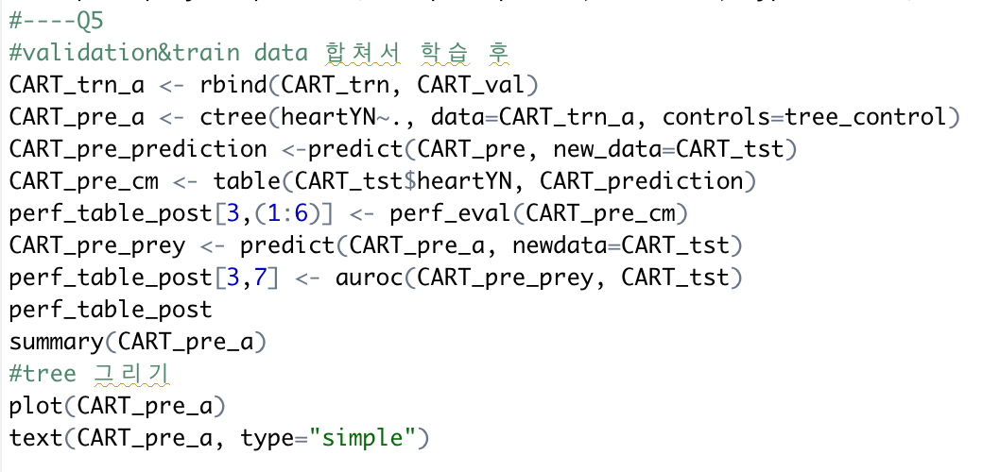 #----Q5
#validation&train data 합쳐서 학습 후
CART_trn_a <- rbind(CART_trn, CART_val)
CART_pre_a <- ctree(heartYN~., data=CART_trn_a, controls=tree_control)
CART_pre_prediction <-predict(CART_pre, new_data=CART_tst)
CART_pre_cm <- table(CART_tst$heartYN, CART_prediction)
perf_table_post[3,(1:6)] <- perf_eval(CART_pre_cm)
CART_pre_prey <- predict(CART_pre_a, newdata=CART_tst)
perf_table_post[3,7] <- auroc(CART_pre_prey, CART_tst)
perf_table_post
summary(CART_pre_a)
#tree 그리기
plot(CART_pre_a)
text(CART_pre_a, type="simple")